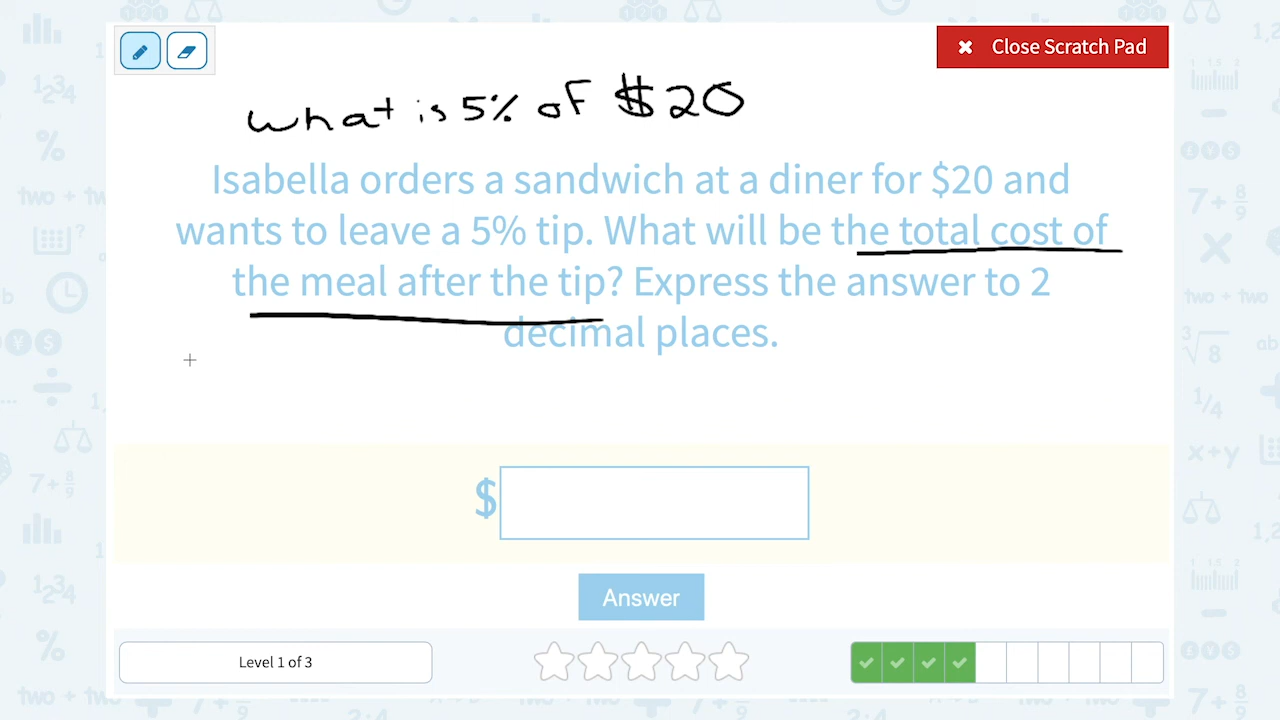 Close Scratch Pad
what is 5% of $20
Isabella orders a sandwich at a diner for $20 and
wants to leave a 5% tip. What will be the total cost of
the meal after the tip? Express the answer to 2
decimal places.
$
Answer
Level 1 of 3